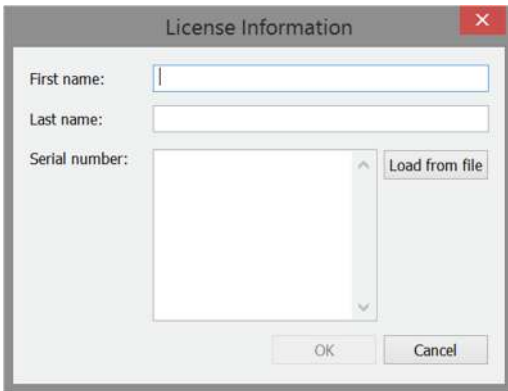 License Information
First name:
Last name:
Serial number:
Load from file
OK
Cancel